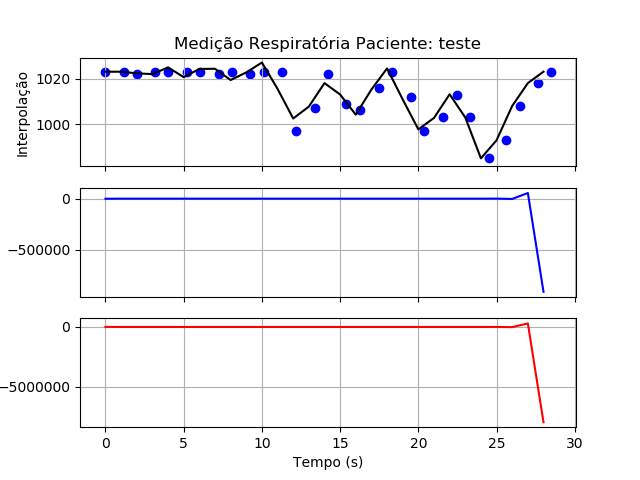 Medição Respiratória Paciente: teste
Interpolação
1020
1000
0
−500000
0
−5000000
0 5 10 15 20 25 30
Tempo (s)